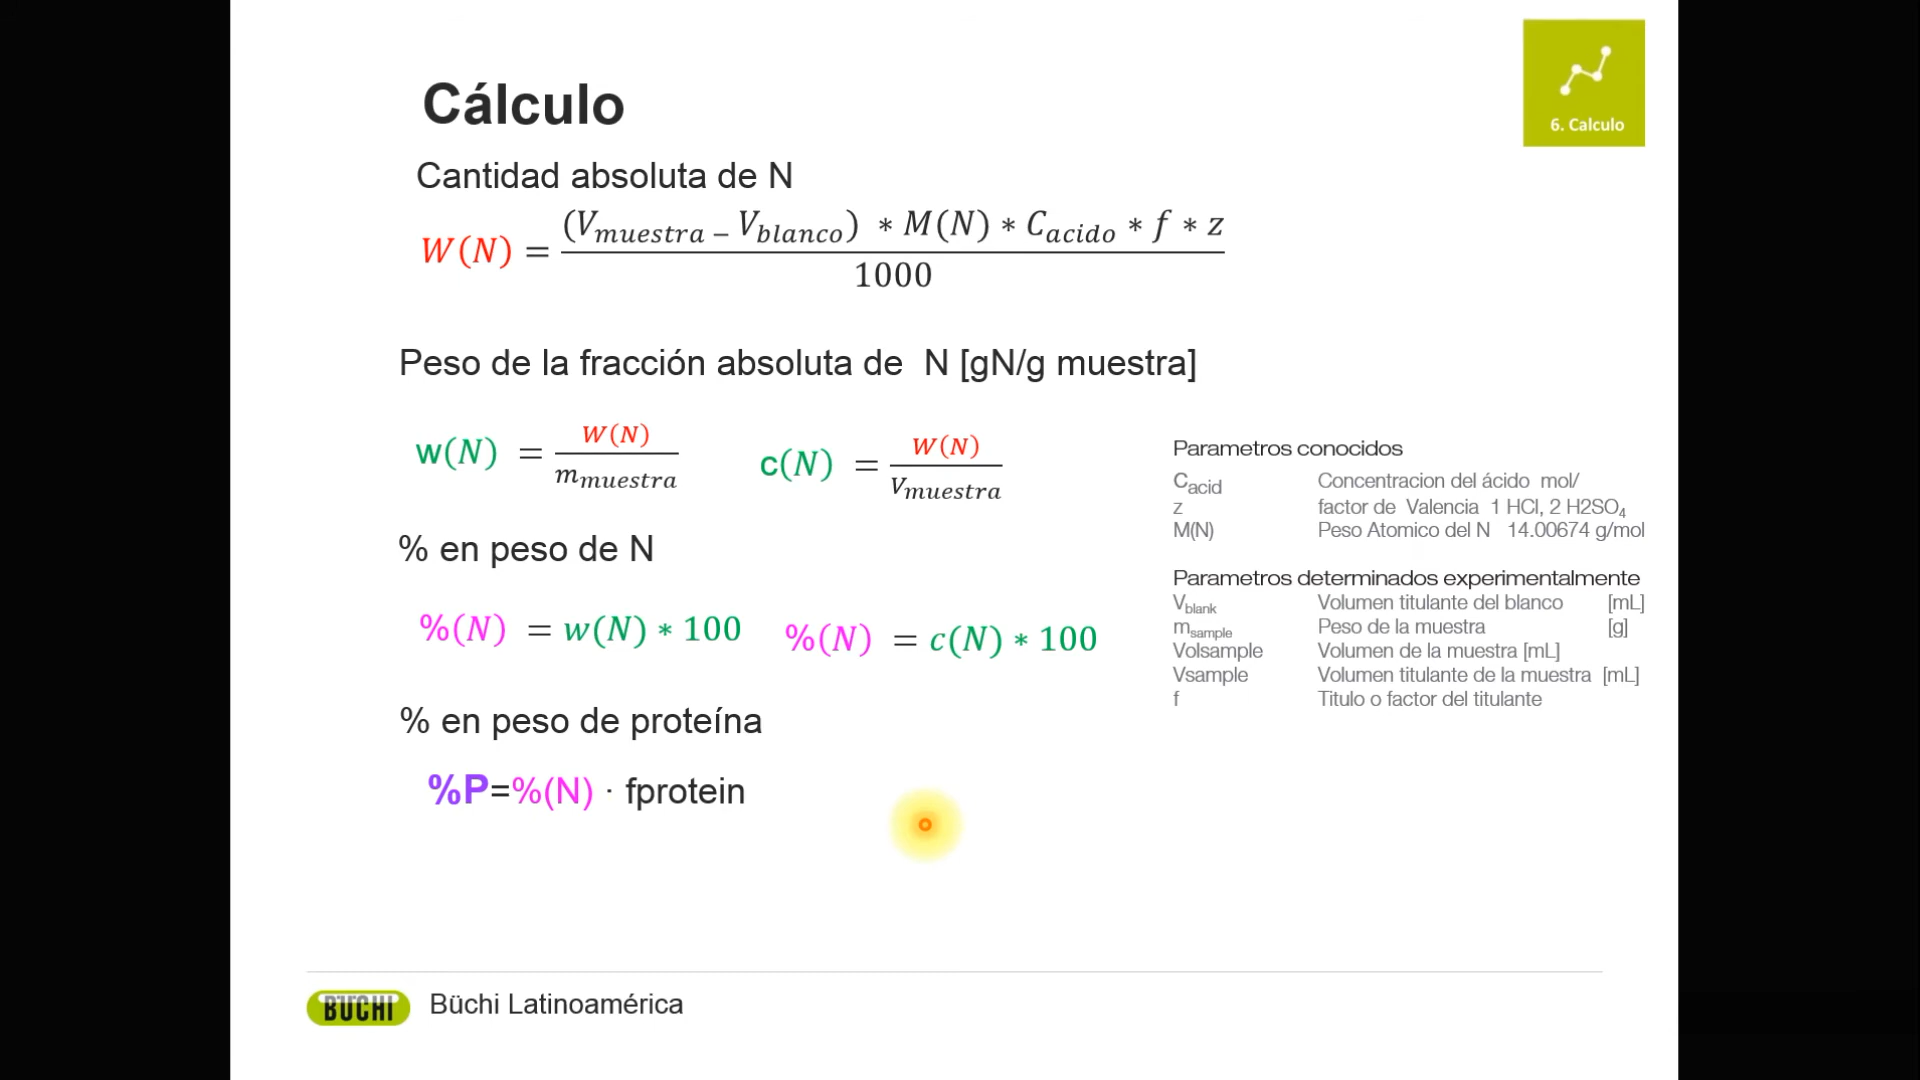 6. Calculo
Cálculo
Cantidad absoluta de N
W(N) = (Vmuestra – Vblanco) * M(N) * Cacido * f * z
1000
Peso de la fracción absoluta de N [gN/g muestra]
w(N) = W(N) / mmuestra c(N) = W(N) / Vmuestra
% en peso de N
%(N) = w(N) * 100 %(N) = c(N) * 100
% en peso de proteína
%P=%(N) · fprotein
Parametros conocidos
Cacid Concentracion del ácido mol/
z factor de Valencia 1 HCl, 2 H2SO₄
M(N) Peso Atomico del N 14.00674 g/mol
Parametros determinados experimentalmente
Vblank Volumen titulante del blanco [mL]
msample Peso de la muestra [g]
Volsample Volumen de la muestra [mL]
Vsample Volumen titulante de la muestra [mL]
f Titulo o factor del titulante
BUCHI Büchi Latinoamérica